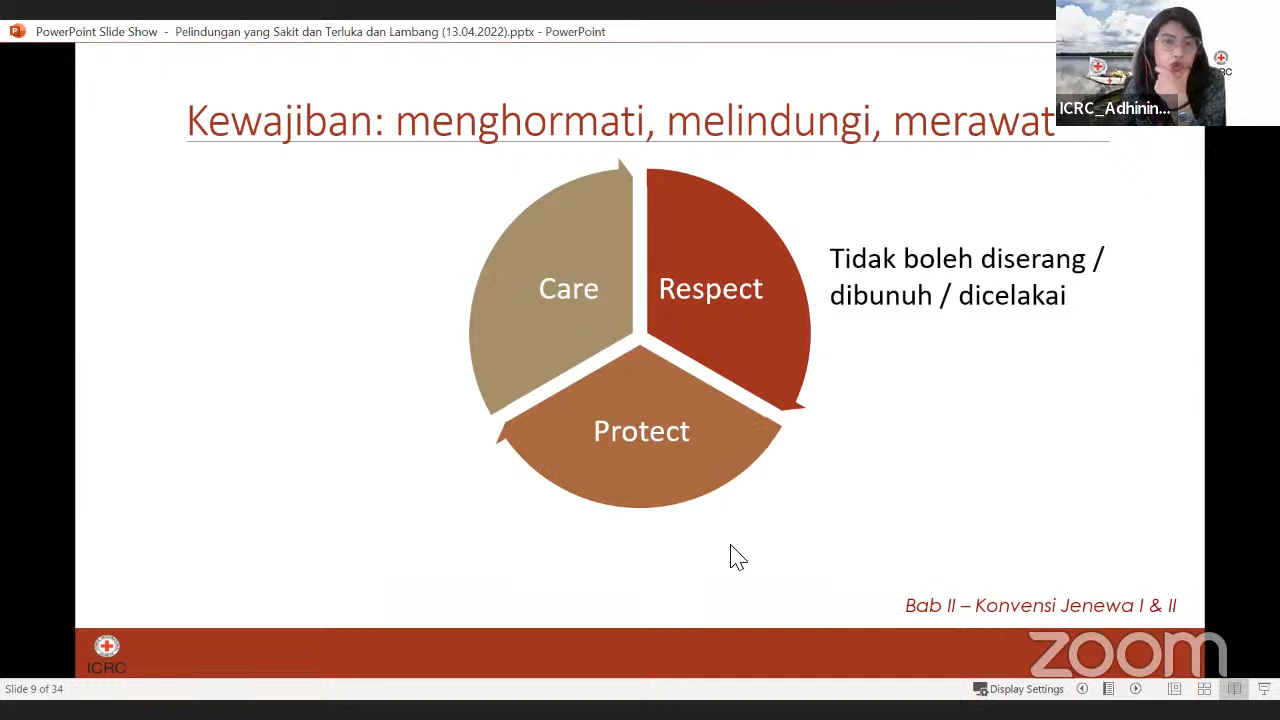 PowerPoint Slide Show - Pelindungan yang Sakit dan Terluka dan Lambang (13.04.2022).pptx - PowerPoint
ICRC_Adhinin...
Kewajiban: menghormati, melindungi, merawat
Care
Respect
Tidak boleh diserang /
dibunuh / dicelakai
Protect
Bab II – Konvensi Jenewa I & II
ICRC
zoom
Slide 9 of 34
Display Settings